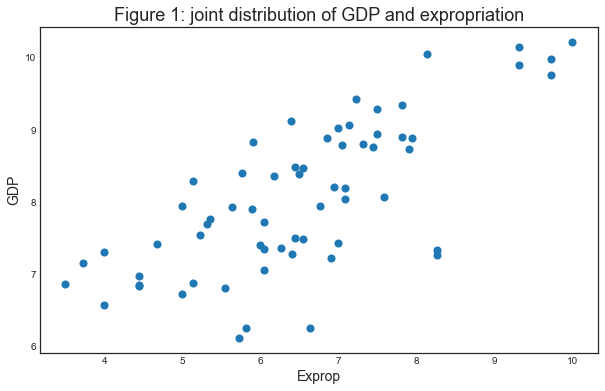 Figure 1: joint distribution of GDP and expropriation
10
9
GDP
8
7
6
4 5 6 7 8 9 10
Exprop